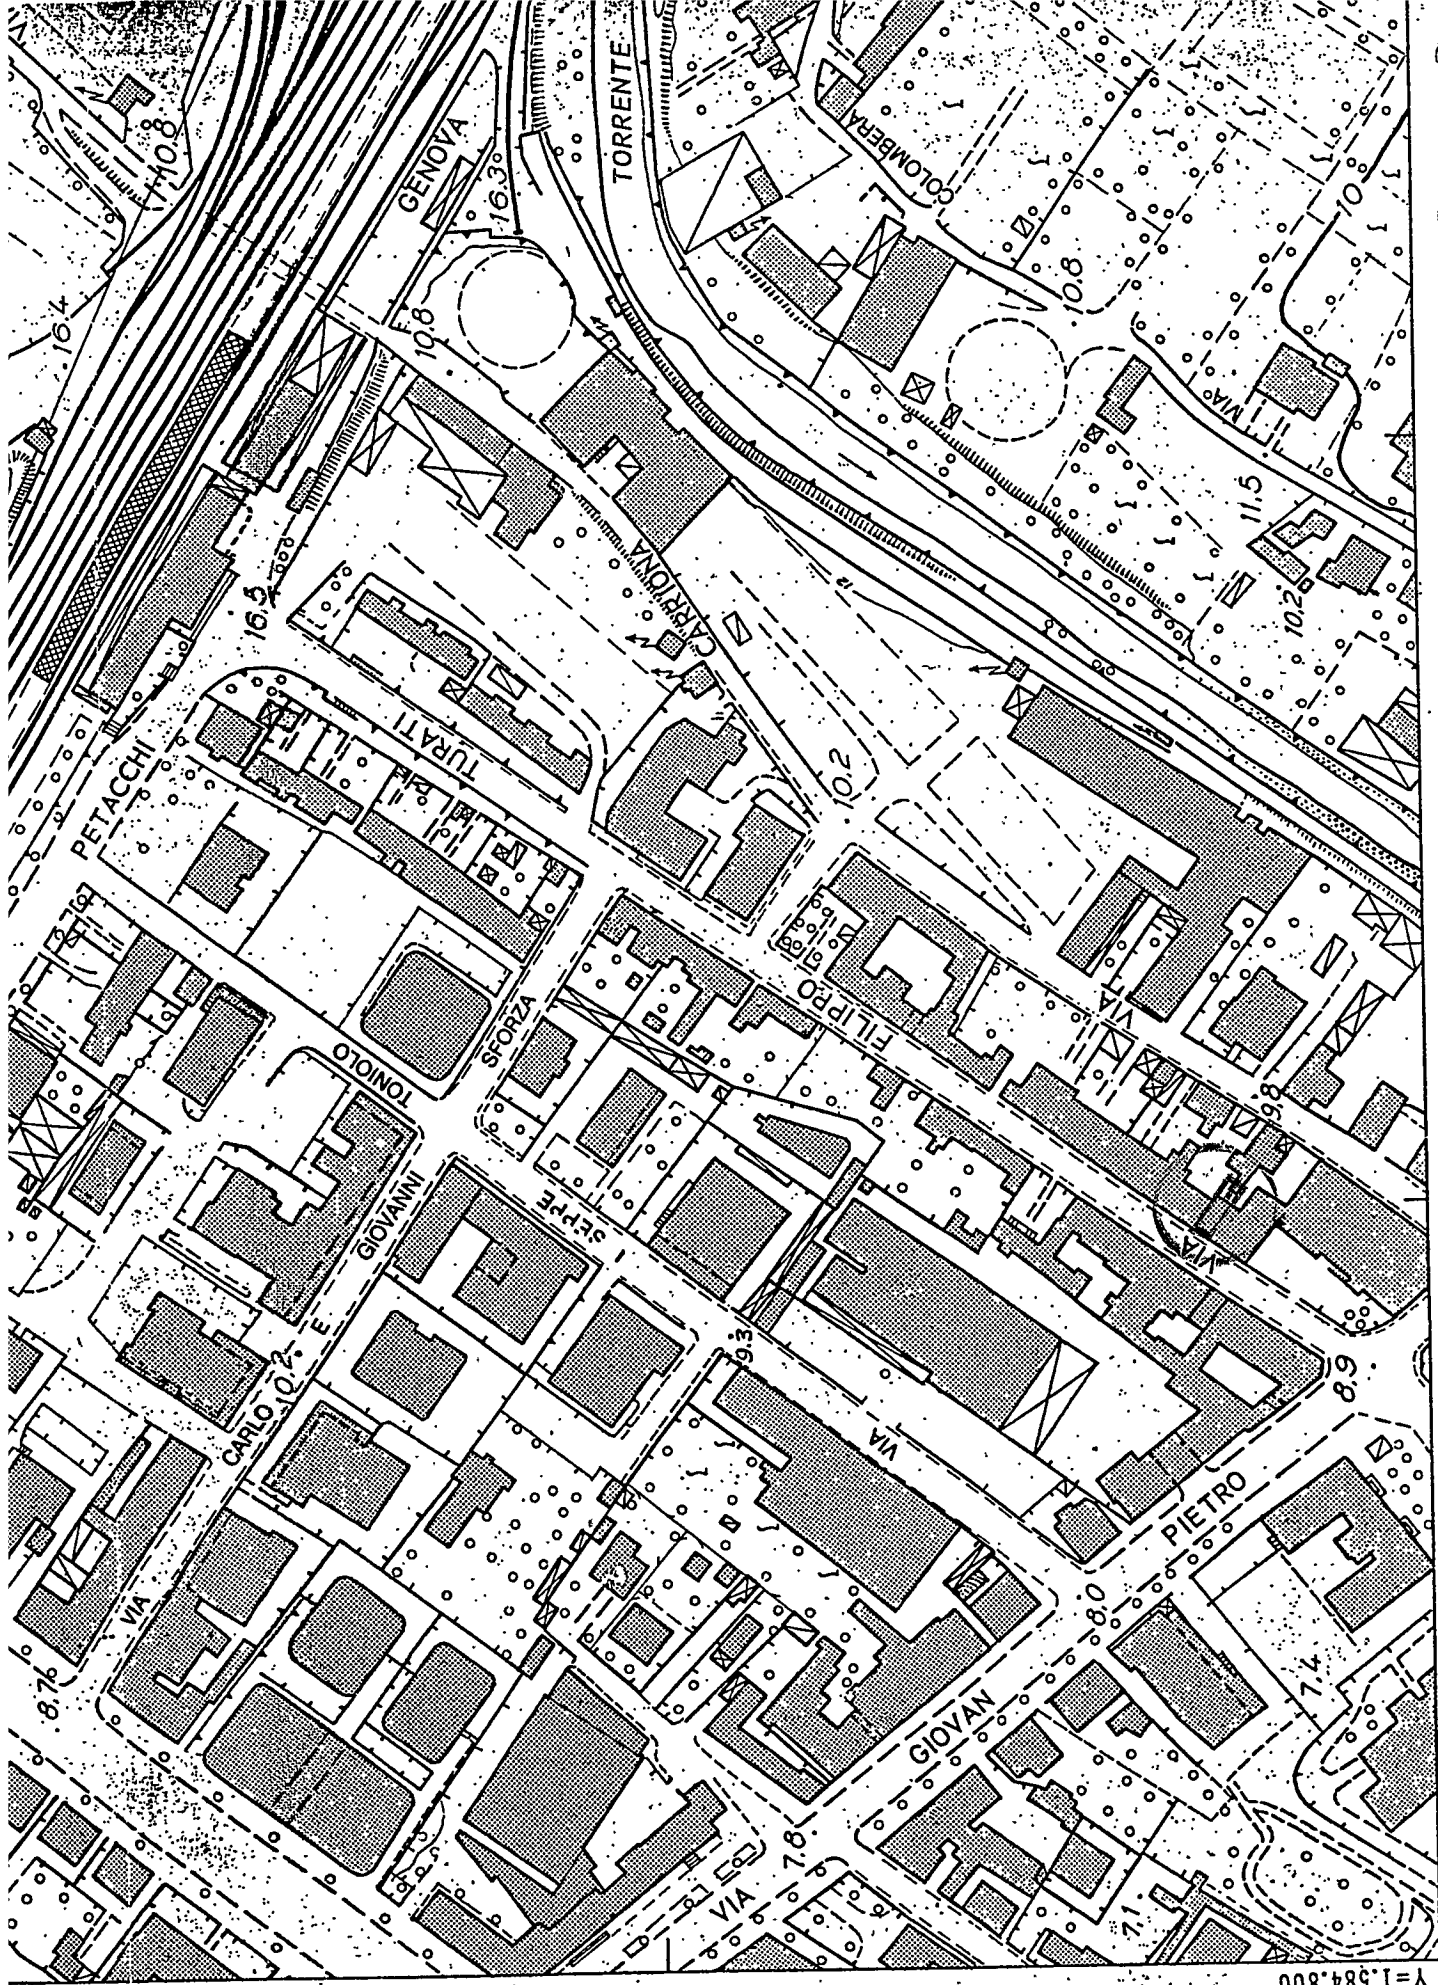 10.8
GENOVA
16.3
TORRENTE
COLOMBERA
10
16.4
10.8
10.8
VIA
11.5
10.2
CARRIONA
16.5
TURATI
PETACCHI
10.2
SFORZA
TONIOLO
FILIPPO
VIA
9.8
GIOVANNI
E
SEPPE
VIA
9.3
8.9
CARLO
10.2
VIA
PIETRO
VIA
8.0
8.1
GIOVAN
7.4
7.8
VIA
7.1
Y=1.584.800